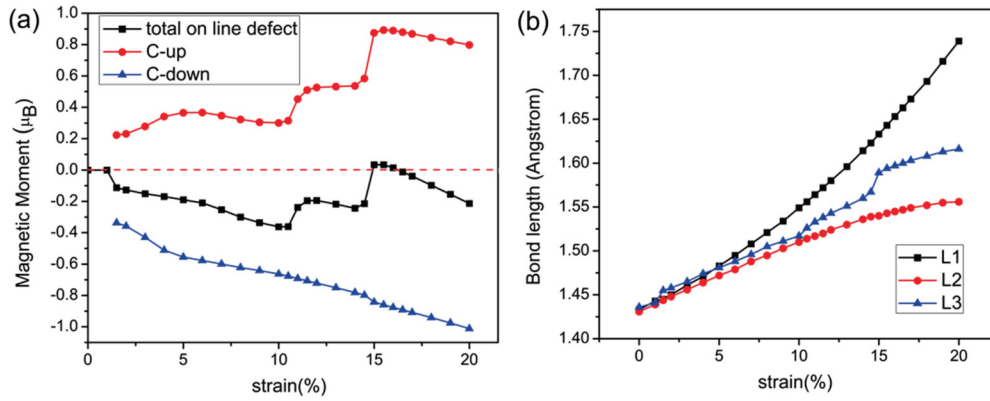 (a)
total on line defect
C-up
C-down
Magnetic Moment (μB)
1.0
0.8
0.6
0.4
0.2
0.0
-0.2
-0.4
-0.6
-0.8
-1.0
0
5
10
15
20
strain(%)
(b)
Bond length (Angstrom)
1.75
1.70
1.65
1.60
1.55
1.50
1.45
1.40
L1
L2
L3
0
5
10
15
20
strain(%)